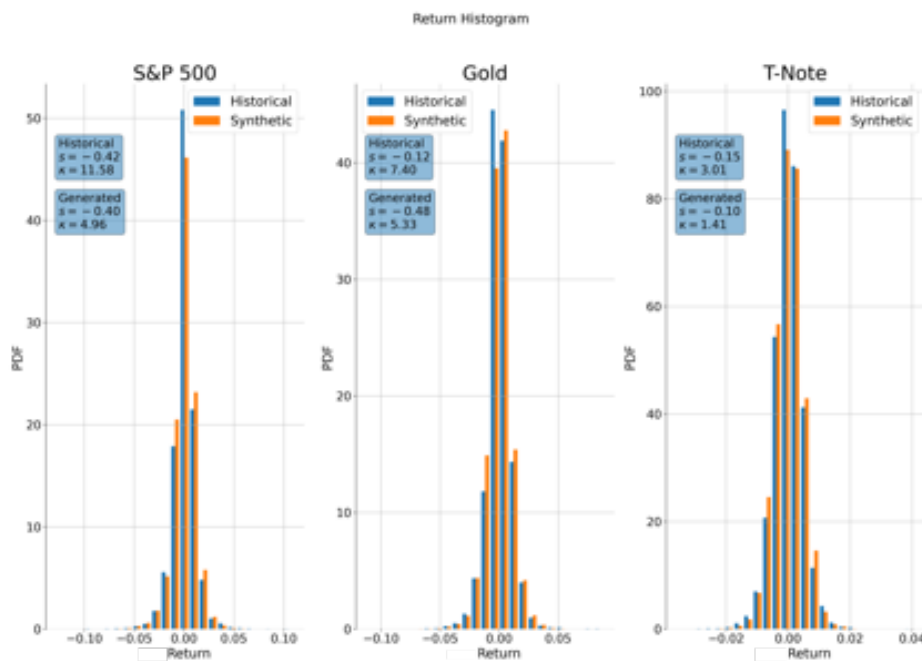 Return Histogram
S&P 500
Historical
Synthetic
Historical
s = −0.42
κ = 11.58
Generated
s = −0.40
κ = 4.96
PDF
50
40
30
20
10
0
−0.10
−0.05
0.00
0.05
0.10
Return
Gold
Historical
Synthetic
Historical
s = −0.12
κ = 7.40
Generated
s = −0.48
κ = 5.33
PDF
40
30
20
10
0
−0.10
−0.05
0.00
0.05
Return
T-Note
Historical
Synthetic
Historical
s = −0.15
κ = 3.01
Generated
s = −0.10
κ = 1.41
PDF
100
80
60
40
20
0
−0.02
0.00
0.02
Return